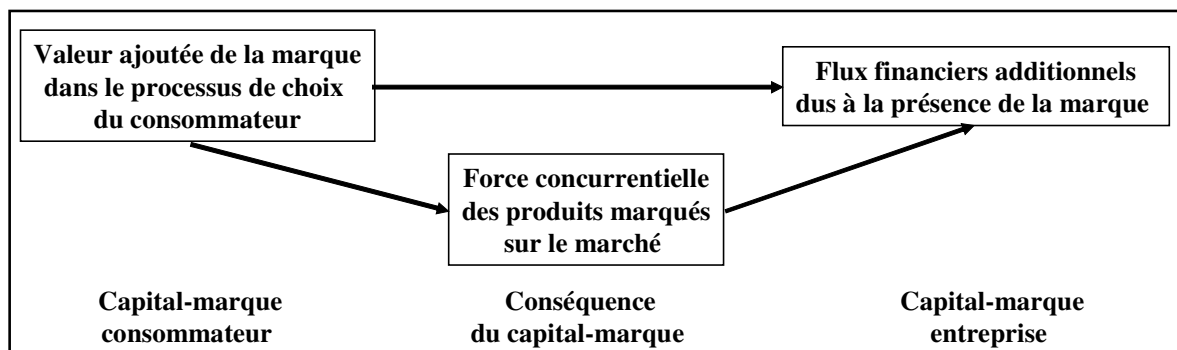 Valeur ajoutée de la marque
dans le processus de choix
du consommateur
Flux financiers additionnels
dus à la présence de la marque
Force concurrentielle
des produits marqués
sur le marché
Capital-marque
consommateur
Conséquence
du capital-marque
Capital-marque
entreprise